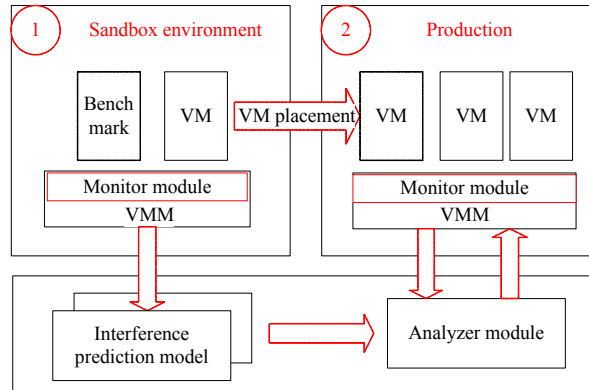 1
Sandbox environment
2
Production
Bench
mark
VM
VM placement
VM
VM
VM
Monitor module
VMM
Monitor module
VMM
Interference
prediction model
Analyzer module